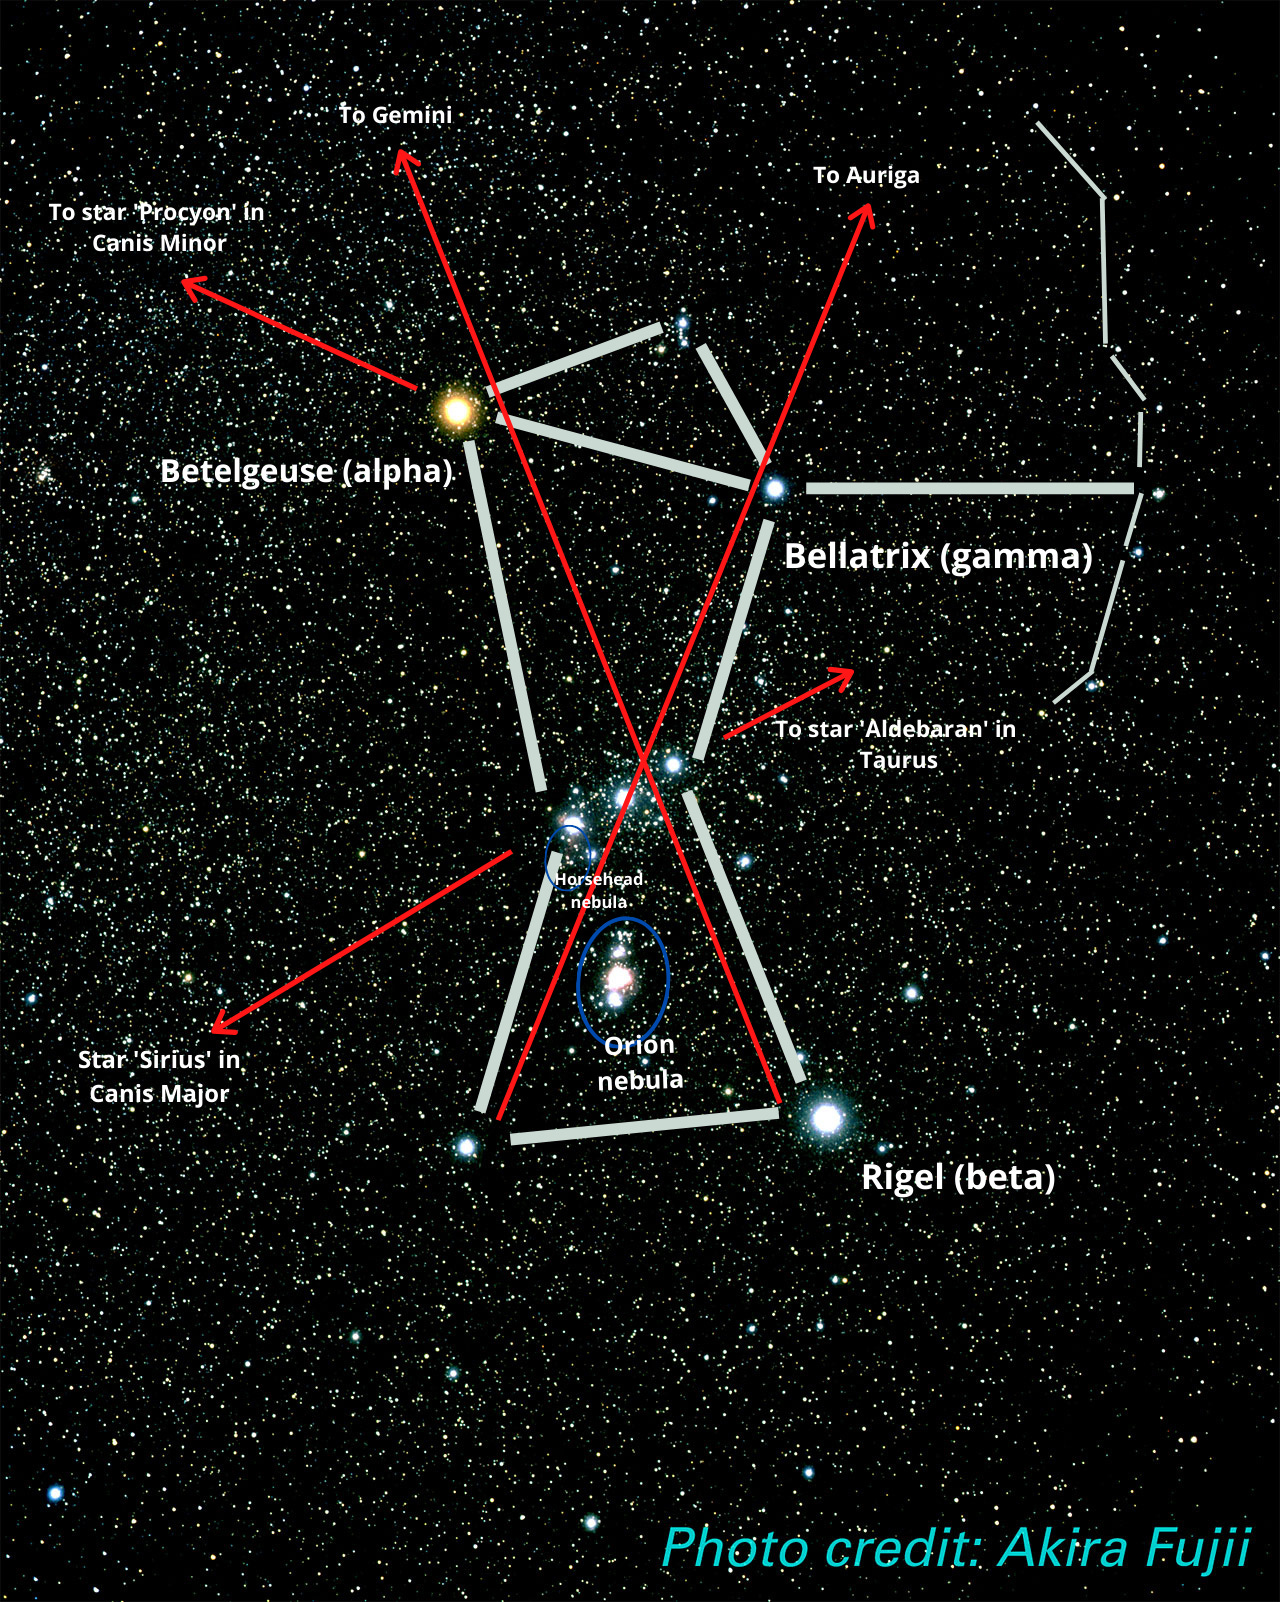 To Gemini
To Auriga
To star 'Procyon' in
Canis Minor
Betelgeuse (alpha)
Bellatrix (gamma)
To star 'Aldebaran' in
Taurus
Horsehead
nebula
Orion
nebula
Star 'Sirius' in
Canis Major
Rigel (beta)
Photo credit: Akira Fujii